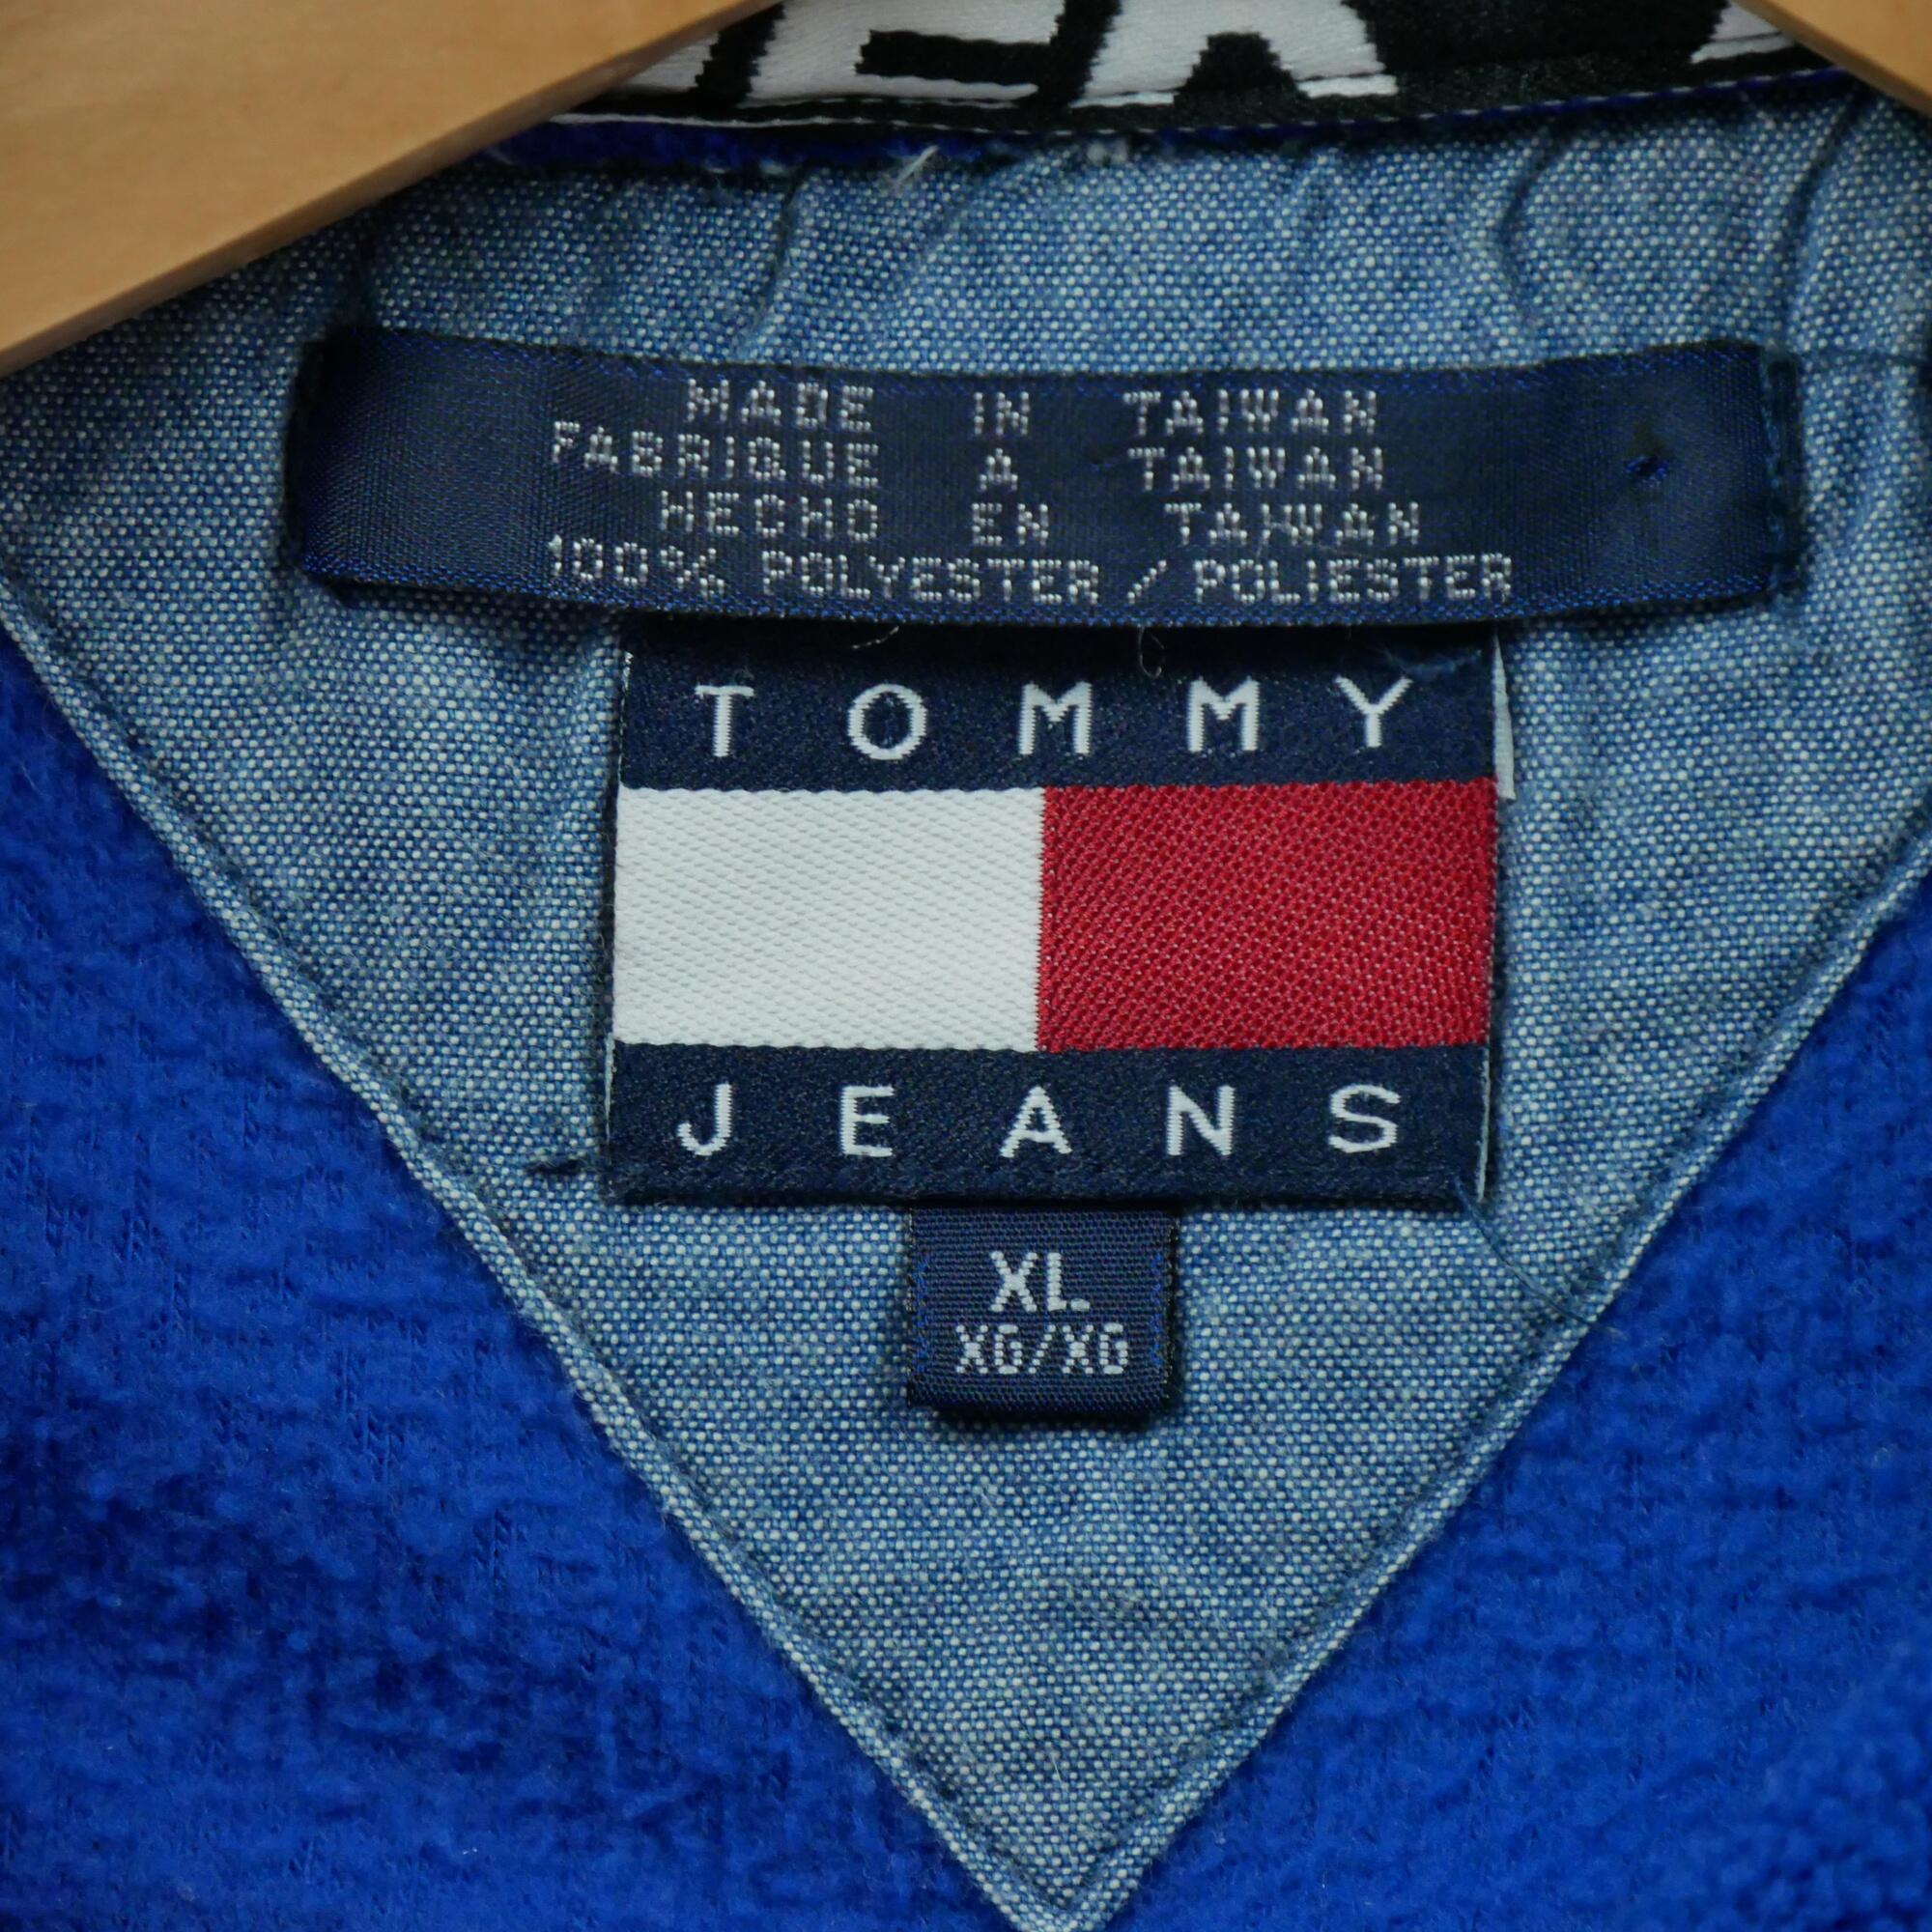 MADE IN TAIWAN
FABRIQUE A TAIWAN
HECHO EN TAIWAN
100% POLYESTER / POLIESTER
TOMMY
JEANS
XL
XG/XG